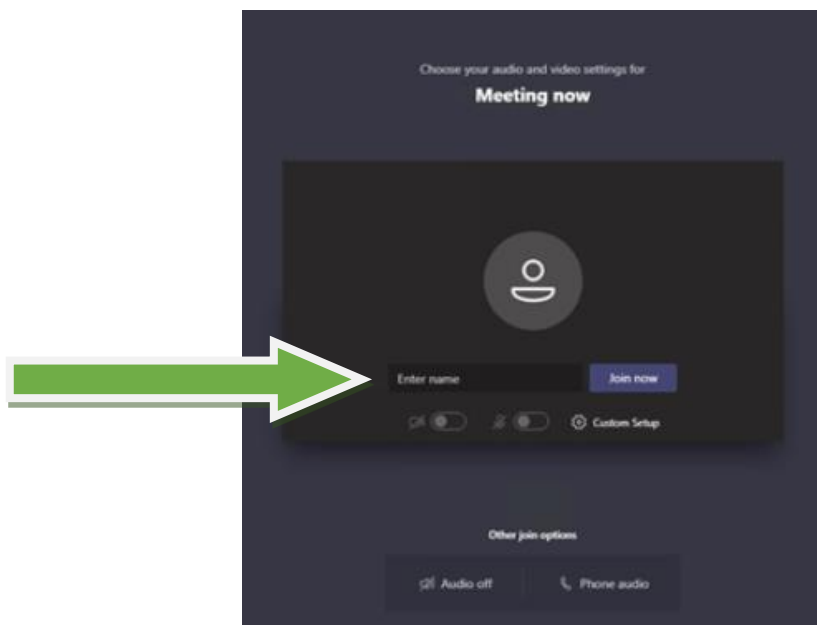 Choose your audio and video settings for
Meeting now
Enter name
Join now
Custom Setup
Other join options
Audio off
Phone audio